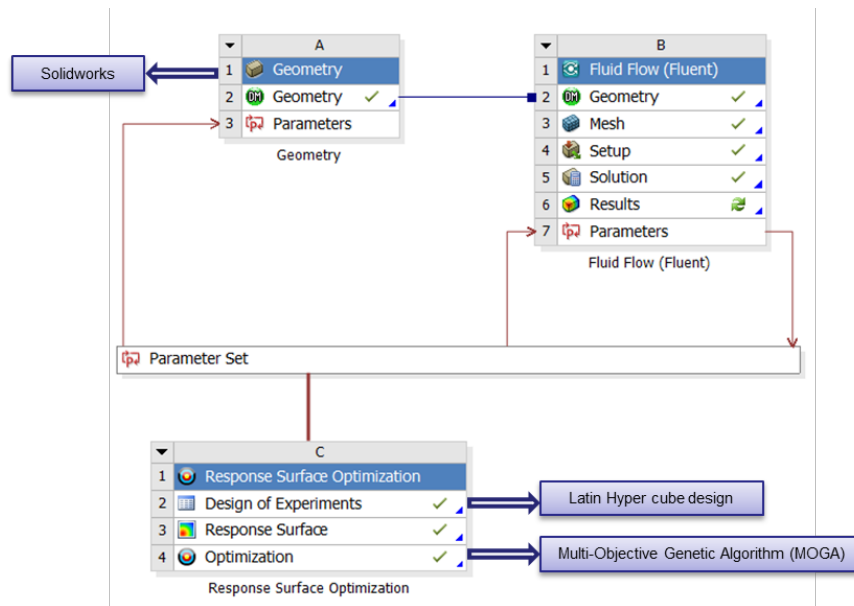 A
1 Geometry
2 DM Geometry
3 Parameters
Geometry
Solidworks
B
1 Fluid Flow (Fluent)
2 DM Geometry
3 Mesh
4 Setup
5 Solution
6 Results
7 Parameters
Fluid Flow (Fluent)
Parameter Set
C
1 Response Surface Optimization
2 Design of Experiments
3 Response Surface
4 Optimization
Response Surface Optimization
Latin Hyper cube design
Multi-Objective Genetic Algorithm (MOGA)